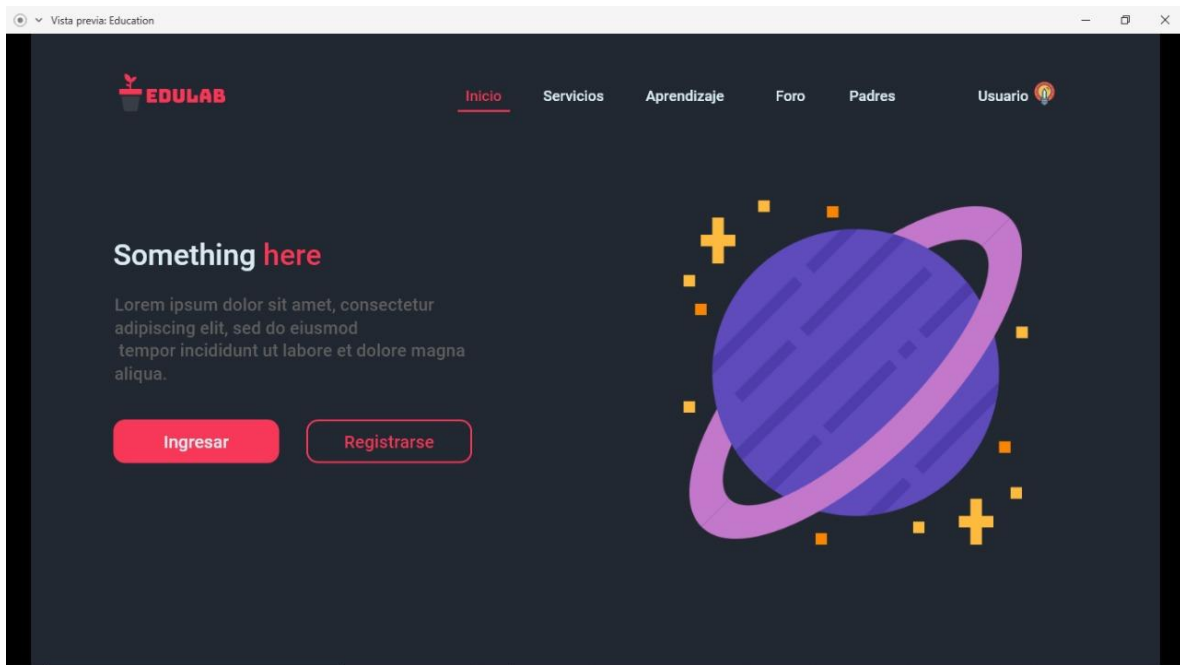 Vista previa: Education
EDULAB
Inicio Servicios Aprendizaje Foro Padres Usuario
Something here
Lorem ipsum dolor sit amet, consectetur
adipiscing elit, sed do eiusmod
tempor incididunt ut labore et dolore magna
aliqua.
Ingresar Registrarse